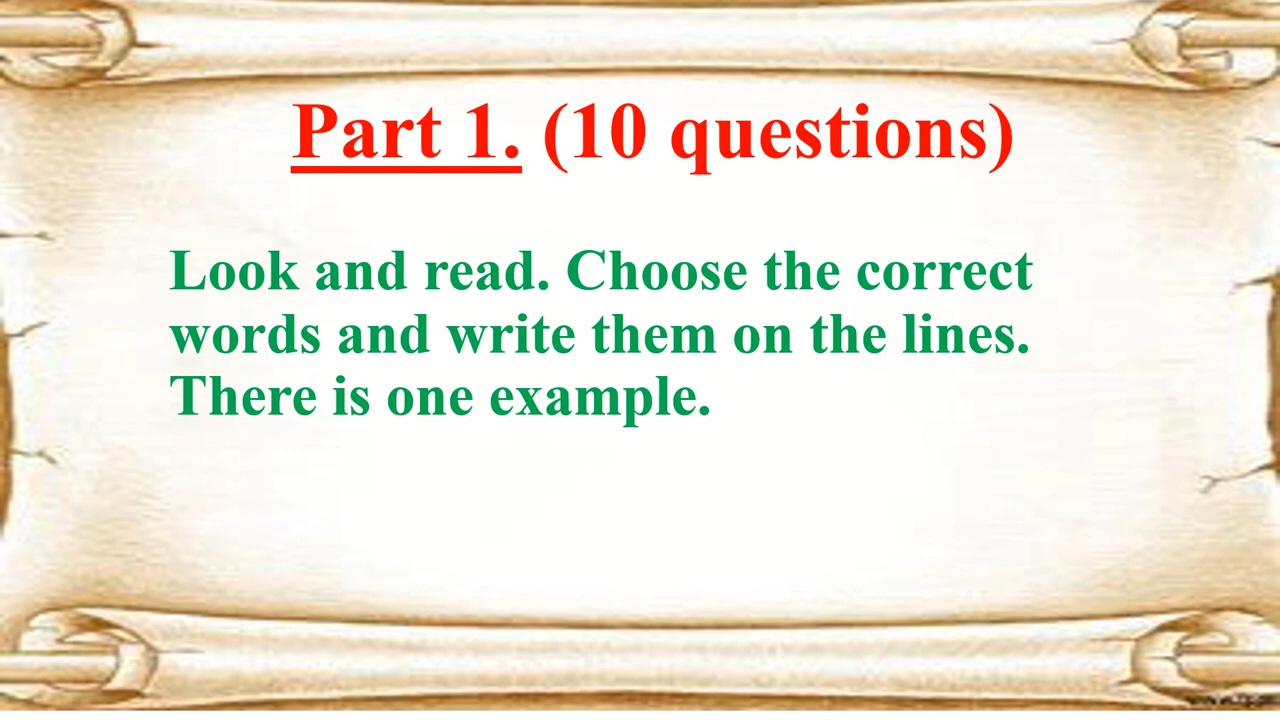 Part 1. (10 questions)
Look and read. Choose the correct
words and write them on the lines.
There is one example.